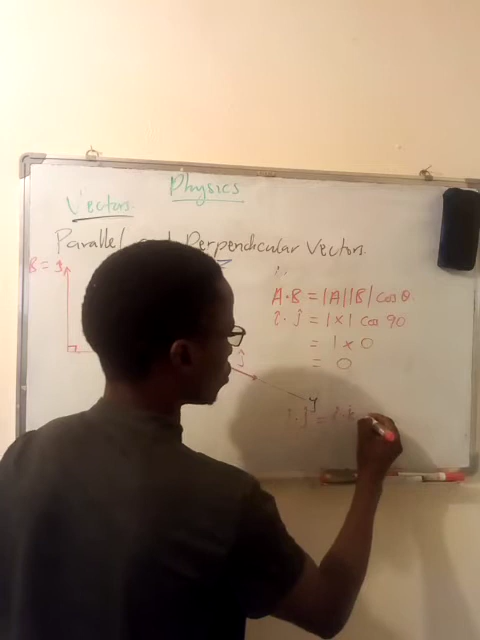 Physics
Vectors
Parallel and Perpendicular Vectors.
B = ĵ
z
A·B = |A||B| cos θ
î · ĵ = 1×1 cos 90
= 1 × 0
= 0
ĵ
y
î·ĵ = î·k̂